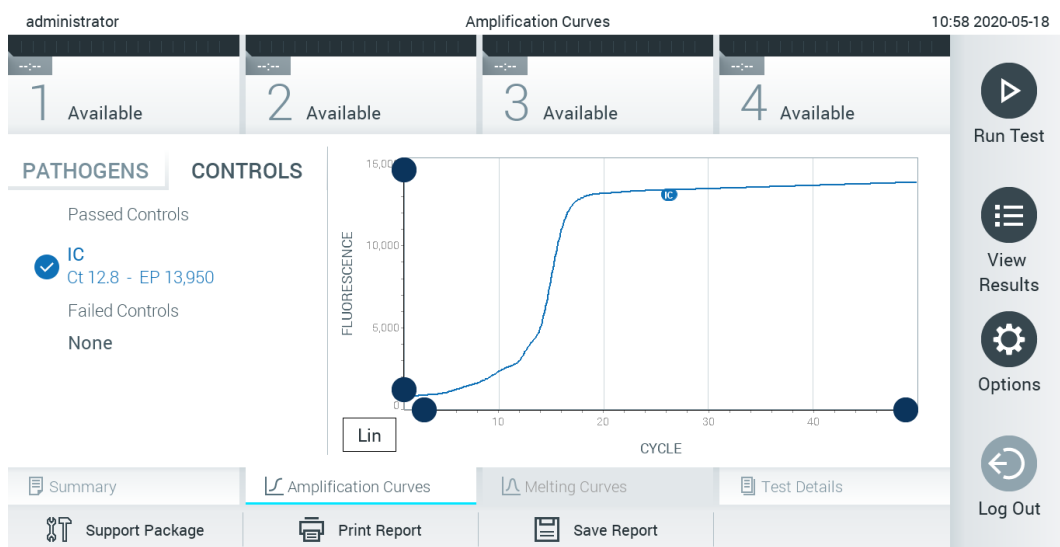 administrator
Amplification Curves
10:58 2020-05-18
--:--
--:--
--:--
--:--
1 Available
2 Available
3 Available
4 Available
Run Test
PATHOGENS
CONTROLS
Passed Controls
IC
Ct 12.8 - EP 13,950
Failed Controls
None
FLUORESCENCE
15,00
10,000
5,000
0
IC
10
20
30
40
CYCLE
Lin
View
Results
Options
Log Out
Summary
Amplification Curves
Melting Curves
Test Details
Support Package
Print Report
Save Report